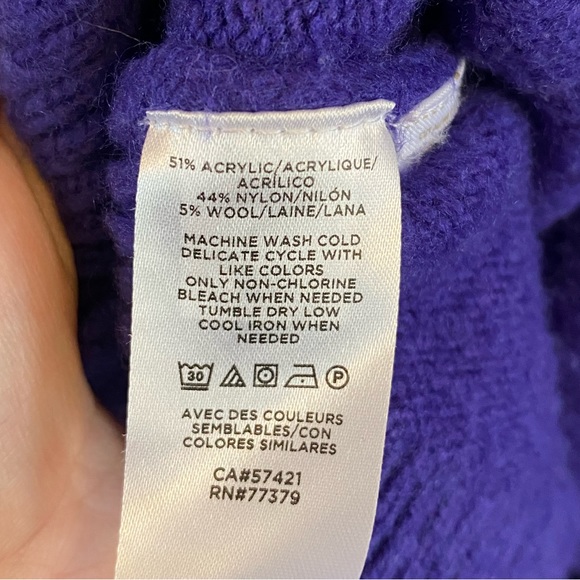 51% ACRYLIC/ACRYLIQUE/
ACRÍLICO
44% NYLON/NILÓN
5% WOOL/LAINE/LANA
MACHINE WASH COLD
DELICATE CYCLE WITH
LIKE COLORS
ONLY NON-CHLORINE
BLEACH WHEN NEEDED
TUMBLE DRY LOW
COOL IRON WHEN
NEEDED
30 P
AVEC DES COULEURS
SEMBLABLES/CON
COLORES SIMILARES
CA#57421
RN#77379